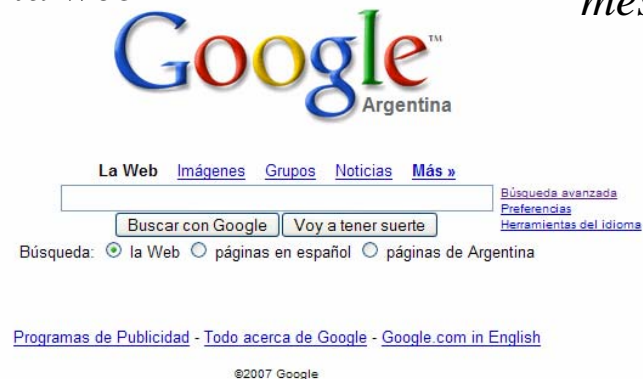 Google™
Argentina
La Web Imágenes Grupos Noticias Más »
Búsqueda avanzada
Preferencias
Herramientas del idioma
Buscar con Google Voy a tener suerte
Búsqueda: la Web páginas en español páginas de Argentina
Programas de Publicidad - Todo acerca de Google - Google.com in English
©2007 Google